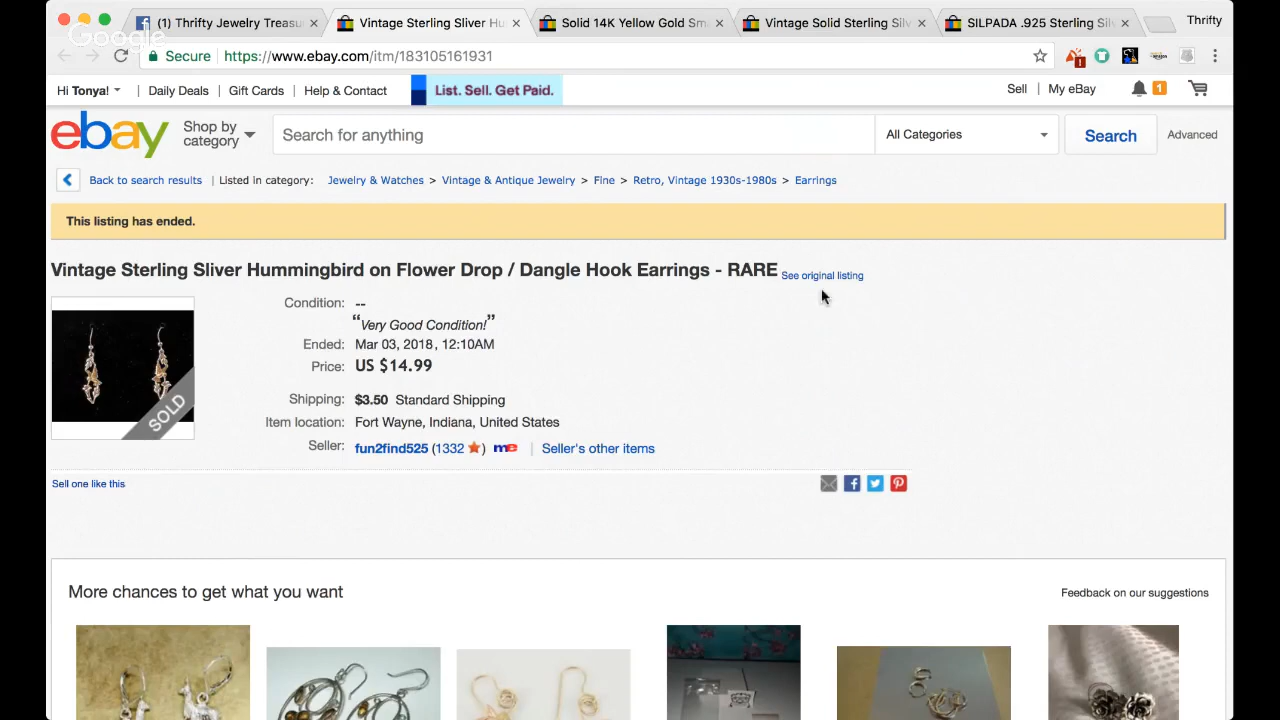 (1) Thrifty Jewelry Treasu × Vintage Sterling Sliver Hu × Solid 14K Yellow Gold Sm × Vintage Solid Sterling Silv × SILPADA .925 Sterling Silv × Thrifty
Google
Secure https://www.ebay.com/itm/183105161931
Hi Tonya! | Daily Deals | Gift Cards | Help & Contact List. Sell. Get Paid. Sell | My eBay 1
ebay Shop by category Search for anything All Categories Search Advanced
Back to search results | Listed in category: Jewelry & Watches > Vintage & Antique Jewelry > Fine > Retro, Vintage 1930s-1980s > Earrings
This listing has ended.
Vintage Sterling Sliver Hummingbird on Flower Drop / Dangle Hook Earrings - RARE See original listing
SOLD
Condition: --
“Very Good Condition!”
Ended: Mar 03, 2018, 12:10AM
Price: US $14.99
Shipping: $3.50 Standard Shipping
Item location: Fort Wayne, Indiana, United States
Seller: fun2find525 (1332 ) me | Seller's other items
Sell one like this
More chances to get what you want Feedback on our suggestions